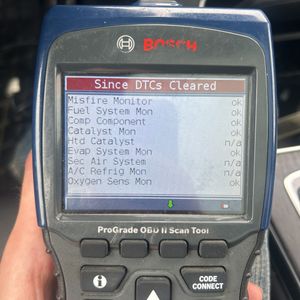 BOSCH
Since DTCs Cleared
Misfire Monitor ok
Fuel System Mon ok
Comp Component ok
Catalyst Mon ok
Htd Catalyst n/a
Evap System Mon ok
Sec Air System n/a
A/C Refrig Mon n/a
Oxygen Sens Mon ok
ProGrade OBD II Scan Tool
i
CODE
CONNECT